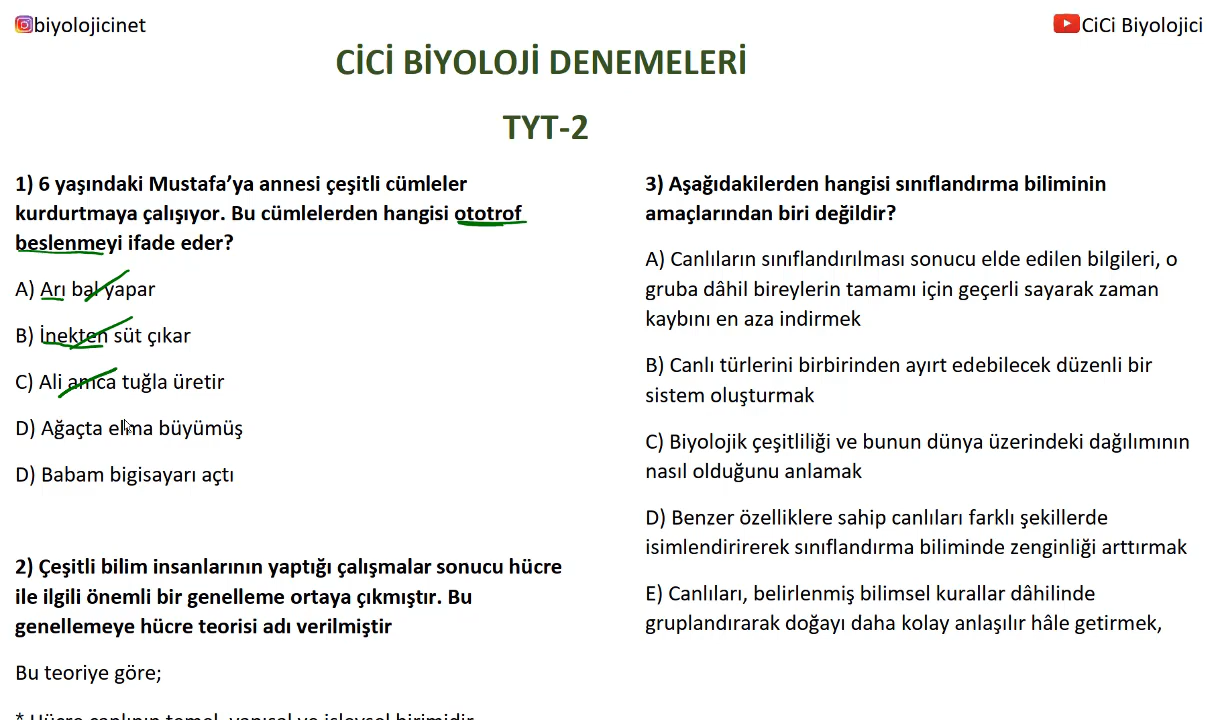 biyolojicinet
CiCi Biyolojici
CİCİ BİYOLOJİ DENEMELERİ
TYT-2
1) 6 yaşındaki Mustafa’ya annesi çeşitli cümleler
kurdurtmaya çalışıyor. Bu cümlelerden hangisi ototrof
beslenmeyi ifade eder?
A) Arı bal yapar
B) İnekten süt çıkar
C) Ali amca tuğla üretir
D) Ağaçta elma büyümüş
D) Babam bigisayarı açtı
2) Çeşitli bilim insanlarının yaptığı çalışmalar sonucu hücre
ile ilgili önemli bir genelleme ortaya çıkmıştır. Bu
genellemeye hücre teorisi adı verilmiştir
Bu teoriye göre;
* Hücre canlının temel, yapısal ve işlevsel birimidir
3) Aşağıdakilerden hangisi sınıflandırma biliminin
amaçlarından biri değildir?
A) Canlıların sınıflandırılması sonucu elde edilen bilgileri, o
gruba dâhil bireylerin tamamı için geçerli sayarak zaman
kaybını en aza indirmek
B) Canlı türlerini birbirinden ayırt edebilecek düzenli bir
sistem oluşturmak
C) Biyolojik çeşitliliği ve bunun dünya üzerindeki dağılımının
nasıl olduğunu anlamak
D) Benzer özelliklere sahip canlıları farklı şekillerde
isimlendirirerek sınıflandırma biliminde zenginliği arttırmak
E) Canlıları, belirlenmiş bilimsel kurallar dâhilinde
gruplandırarak doğayı daha kolay anlaşılır hâle getirmek,